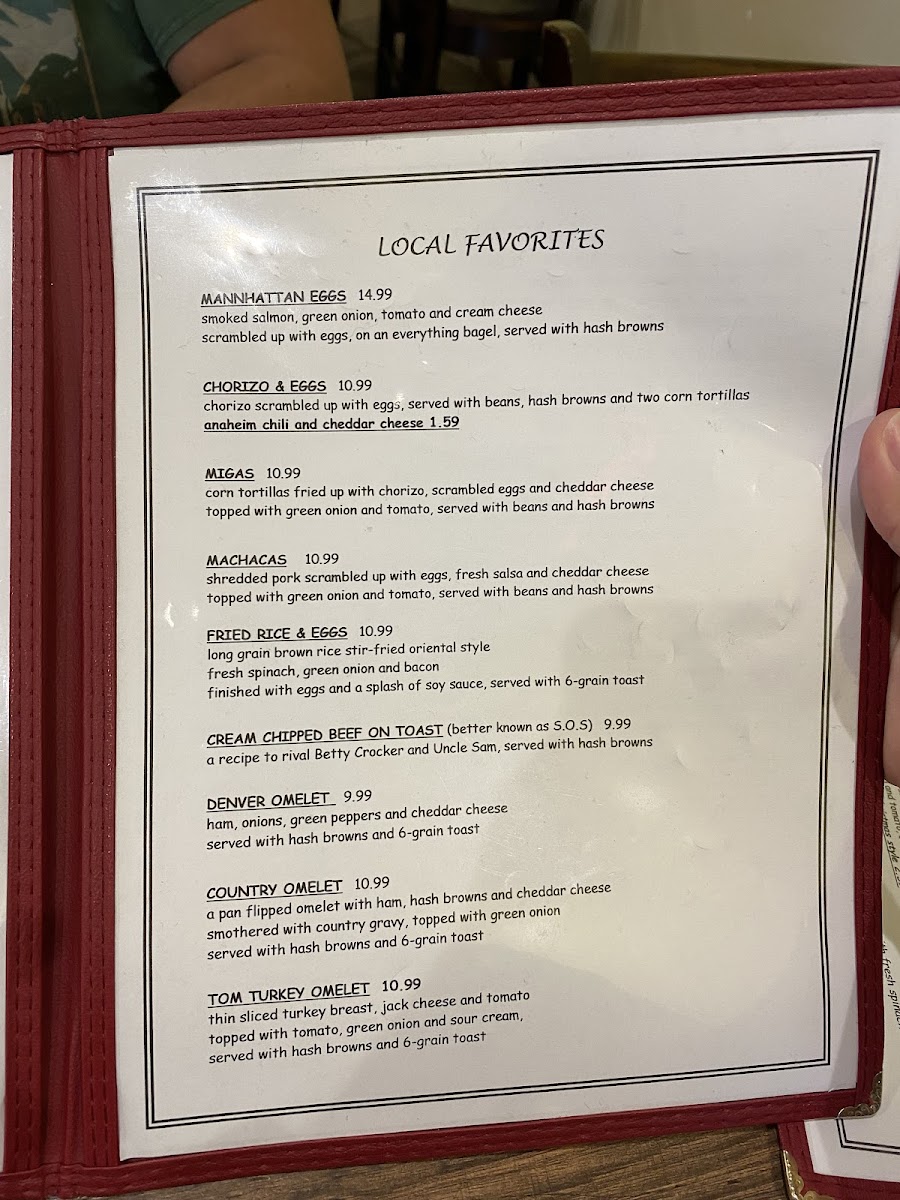 LOCAL FAVORITES
MANNHATTAN EGGS 14.99
smoked salmon, green onion, tomato and cream cheese
scrambled up with eggs, on an everything bagel, served with hash browns
CHORIZO & EGGS 10.99
chorizo scrambled up with eggs, served with beans, hash browns and two corn tortillas
anaheim chili and cheddar cheese 1.59
MIGAS 10.99
corn tortillas fried up with chorizo, scrambled eggs and cheddar cheese
topped with green onion and tomato, served with beans and hash browns
MACHACAS 10.99
shredded pork scrambled up with eggs, fresh salsa and cheddar cheese
topped with green onion and tomato, served with beans and hash browns
FRIED RICE & EGGS 10.99
long grain brown rice stir-fried oriental style
fresh spinach, green onion and bacon
finished with eggs and a splash of soy sauce, served with 6-grain toast
CREAM CHIPPED BEEF ON TOAST (better known as S.O.S) 9.99
a recipe to rival Betty Crocker and Uncle Sam, served with hash browns
DENVER OMELET 9.99
ham, onions, green peppers and cheddar cheese
served with hash browns and 6-grain toast
COUNTRY OMELET 10.99
a pan flipped omelet with ham, hash browns and cheddar cheese
smothered with country gravy, topped with green onion
served with hash browns and 6-grain toast
TOM TURKEY OMELET 10.99
thin sliced turkey breast, jack cheese and tomato
topped with tomato, green onion and sour cream,
served with hash browns and 6-grain toast